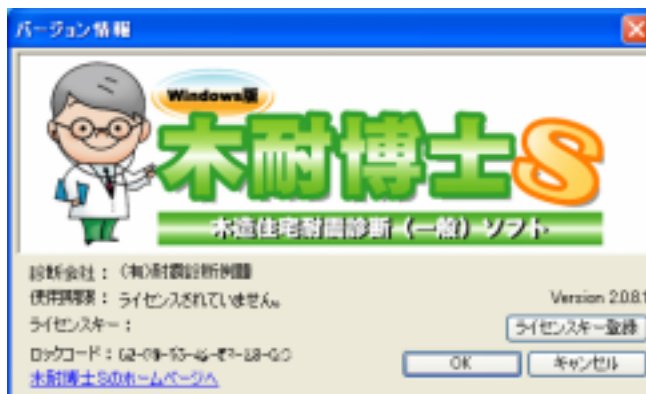 バージョン情報
Windows版
木耐博士S
木造住宅耐震診断（一般）ソフト
診断会社：（有）耐震診断
使用期限：ライセンスされていません。
Version 2.0.8.1
ライセンスキー：
ライセンスキー登録
ロックコード：
OK キャンセル
木耐博士Sのホームページへ